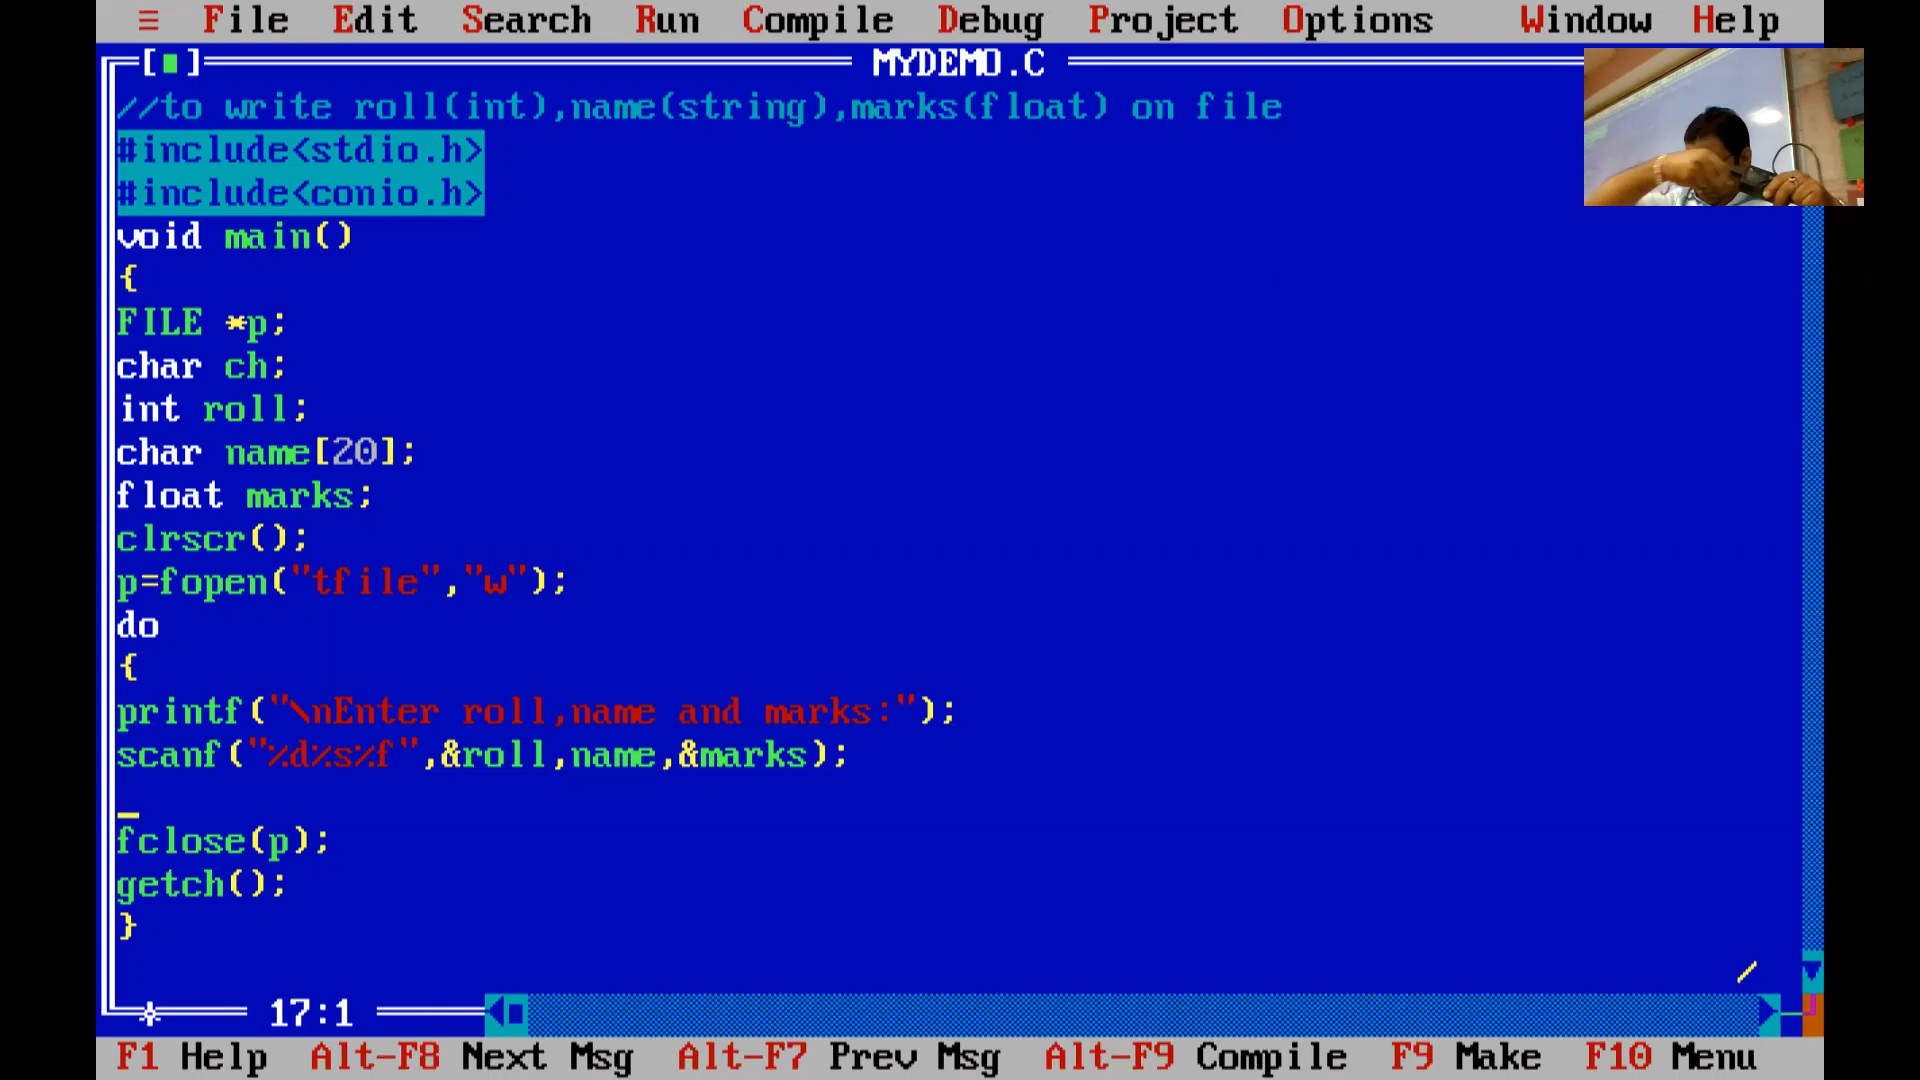 ≡ File Edit Search Run Compile Debug Project Options Window Help
[■] MYDEMO.C
//to write roll(int),name(string),marks(float) on file
#include<stdio.h>
#include<conio.h>
void main()
{
FILE *p;
char ch;
int roll;
char name[20];
float marks;
clrscr();
p=fopen("tfile","w");
do
{
printf("\nEnter roll,name and marks:");
scanf("%d%s%f",&roll,name,&marks);
fclose(p);
getch();
}
17:1
F1 Help Alt-F8 Next Msg Alt-F7 Prev Msg Alt-F9 Compile F9 Make F10 Menu